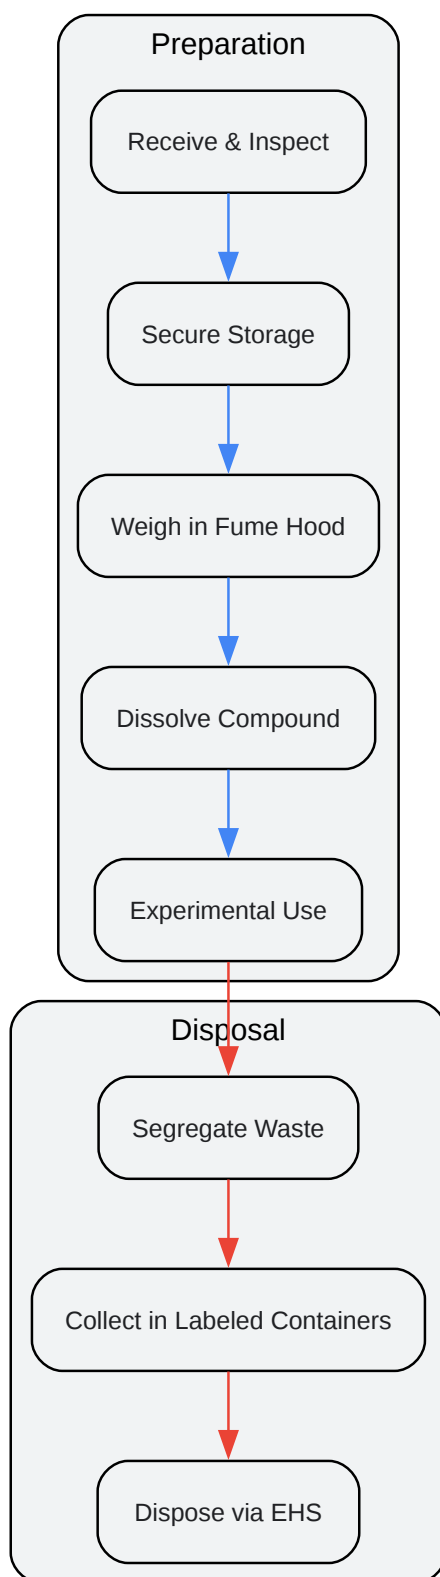 Preparation
Receive & Inspect
Secure Storage
Weigh in Fume Hood
Dissolve Compound
Experimental Use
Disposal
Segregate Waste
Collect in Labeled Containers
Dispose via EHS